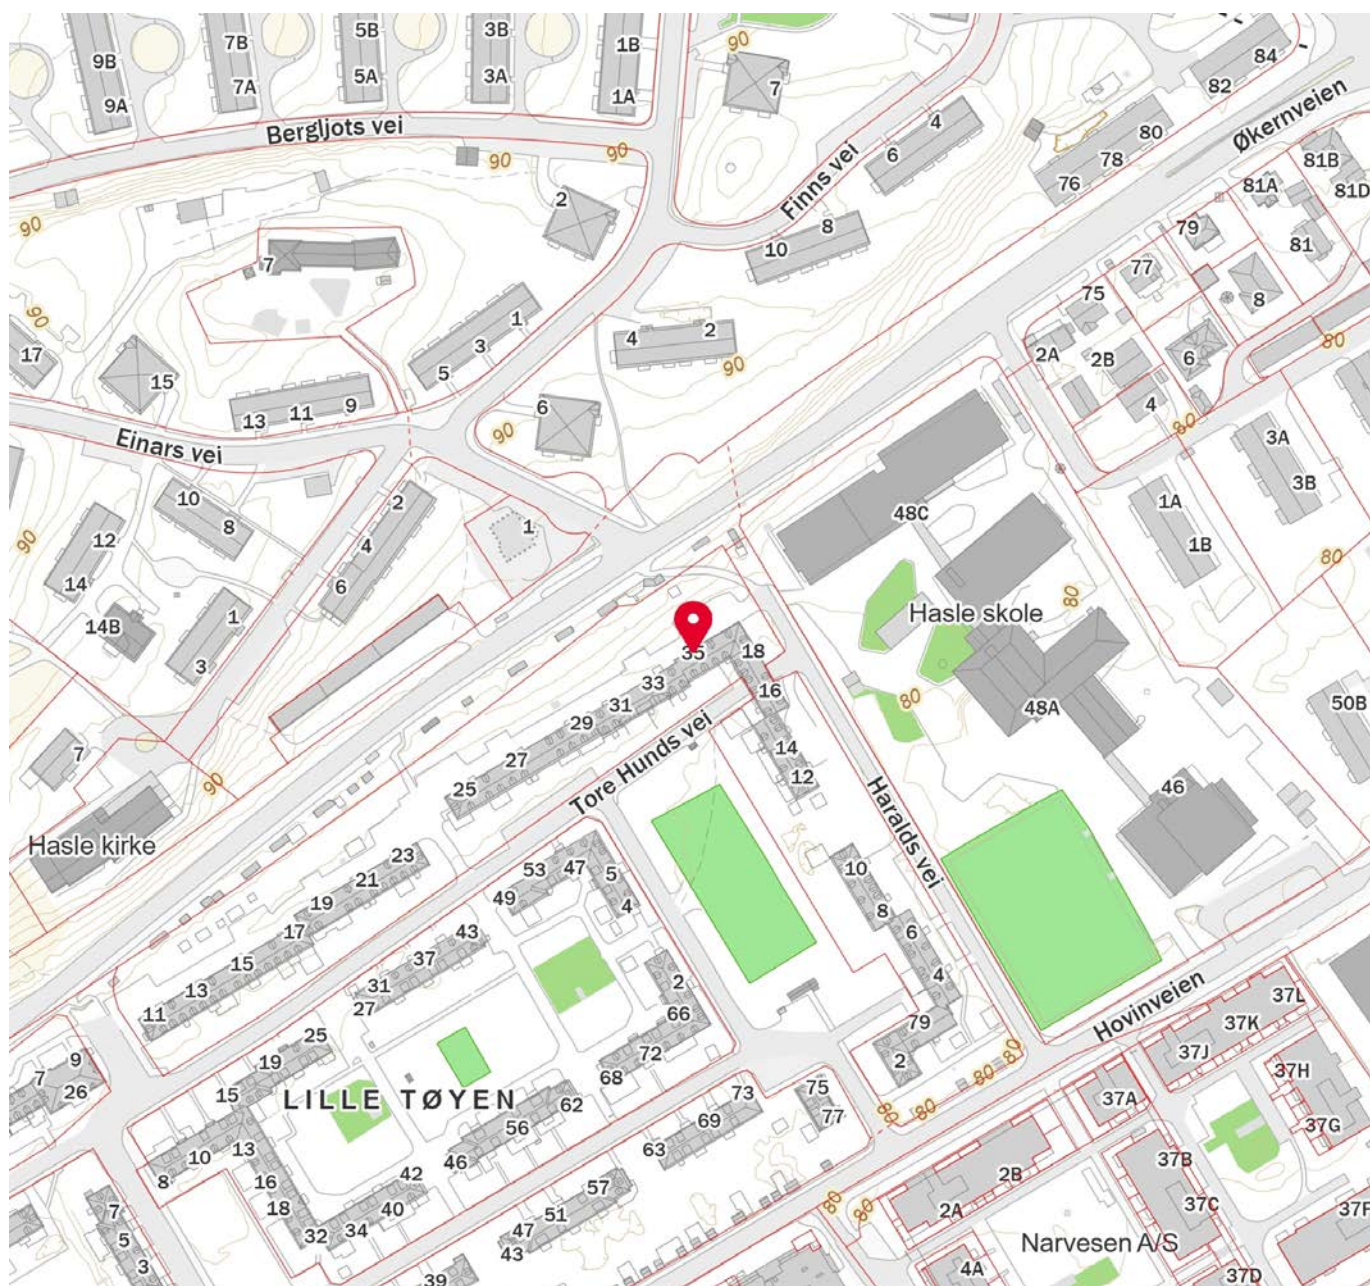 9B
9A
7B
7A
5B
5A
3B
3A
1B
1A
90
7
84
82
Økernveien
Bergljots vei
90
90
4
6
80
78
76
81B
81A
81D
Finns vei
2
90
7
10
8
79
81
77
75
8
1
3
5
4
2
90
2A
2B
6
80
4
90
17
15
13
11
9
6
90
80
Einars vei
3A
3B
10
8
2
4
6
1
48C
1A
1B
90
12
14
14B
1
3
80
80
Hasle skole
35
18
33
16
31
29
27
25
Tore Hunds vei
14
12
80
48A
50B
7
90
Haralds vei
46
Hasle kirke
23
21
19
17
15
13
11
53
47
49
5
4
10
8
6
4
43
37
31
27
2
66
72
68
79
2
Hovinveien
37L
37K
37J
9
7
26
25
19
15
LILLE TØYEN
62
56
46
73
69
63
75
77
80
80
80
80
37A
37H
37G
10
8
13
16
18
42
40
34
32
57
51
47
43
2B
2A
80
80
37B
37C
37F
7
5
3
39
4A
Narvesen A/S
37D